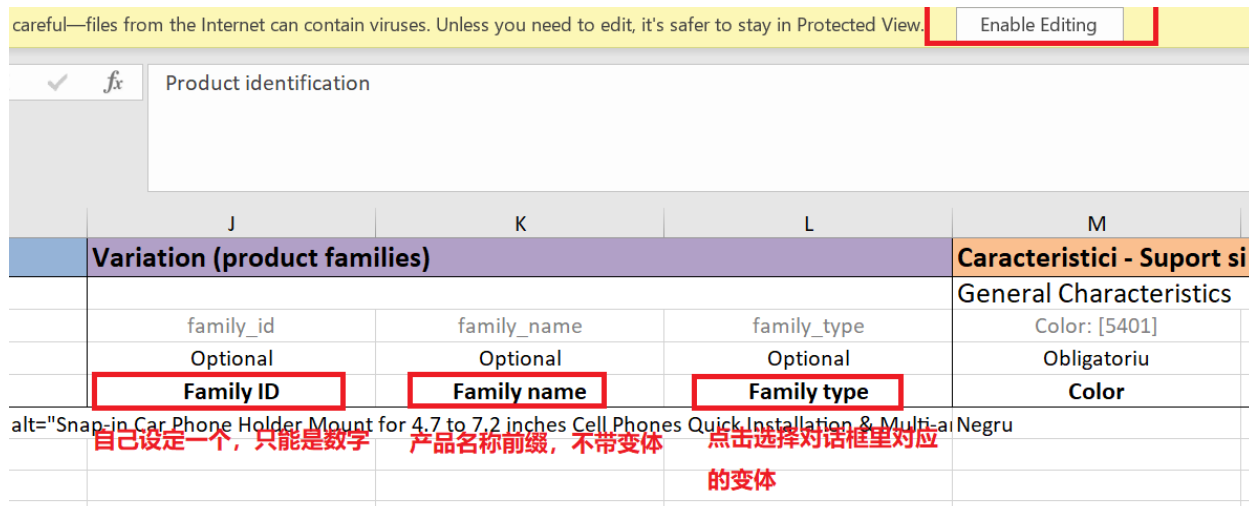 careful—files from the Internet can contain viruses. Unless you need to edit, it's safer to stay in Protected View. Enable Editing
fx Product identification
J K L M
Variation (product families) Caracteristici - Suport si
General Characteristics
family_id family_name family_type Color: [5401]
Optional Optional Optional Obligatoriu
Family ID Family name Family type Color
alt="Snap-in Car Phone Holder Mount for 4.7 to 7.2 inches Cell Phones Quick Installation & Multi-a Negru
自己设定一个，只能是数字 产品名称前缀，不带变体 点击选择对话框里对应
的变体